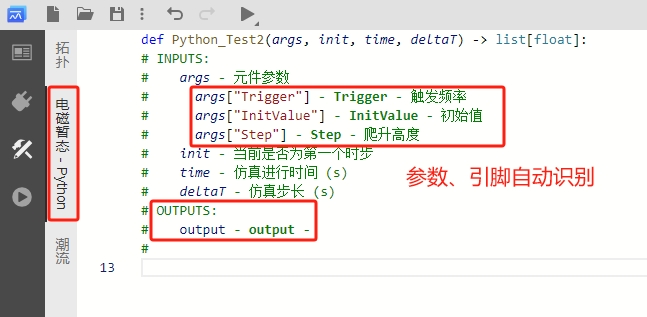 拓扑
电磁暂态 - Python
潮流
def Python_Test2(args, init, time, deltaT) -> list[float]:
# INPUTS:
# args - 元件参数
# args["Trigger"] - Trigger - 触发频率
# args["InitValue"] - InitValue - 初始值
# args["Step"] - Step - 爬升高度
# init - 当前是否为第一个时步
# time - 仿真进行时间 (s)
# deltaT - 仿真步长 (s)
参数、引脚自动识别
# OUTPUTS:
# output - output -
#
13